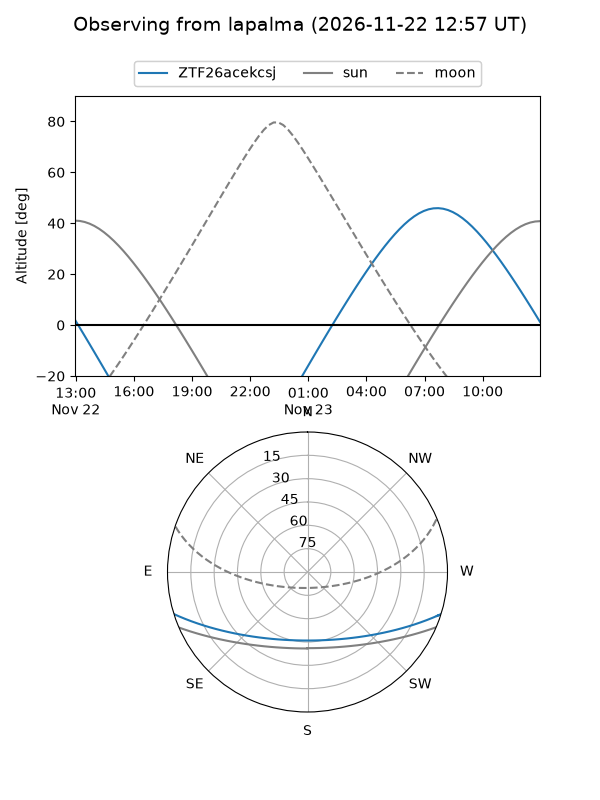 Observing from lapalma (2026-11-22 12:57 UT)
ZTF26acekcsj sun moon
80
60
40
20
0
−20
Altitude [deg]
13:00 16:00 19:00 22:00 01:00 04:00 07:00 10:00
Nov 22 Nov 23
N
NE NW
15
30
45
60
75
E W
SE SW
S